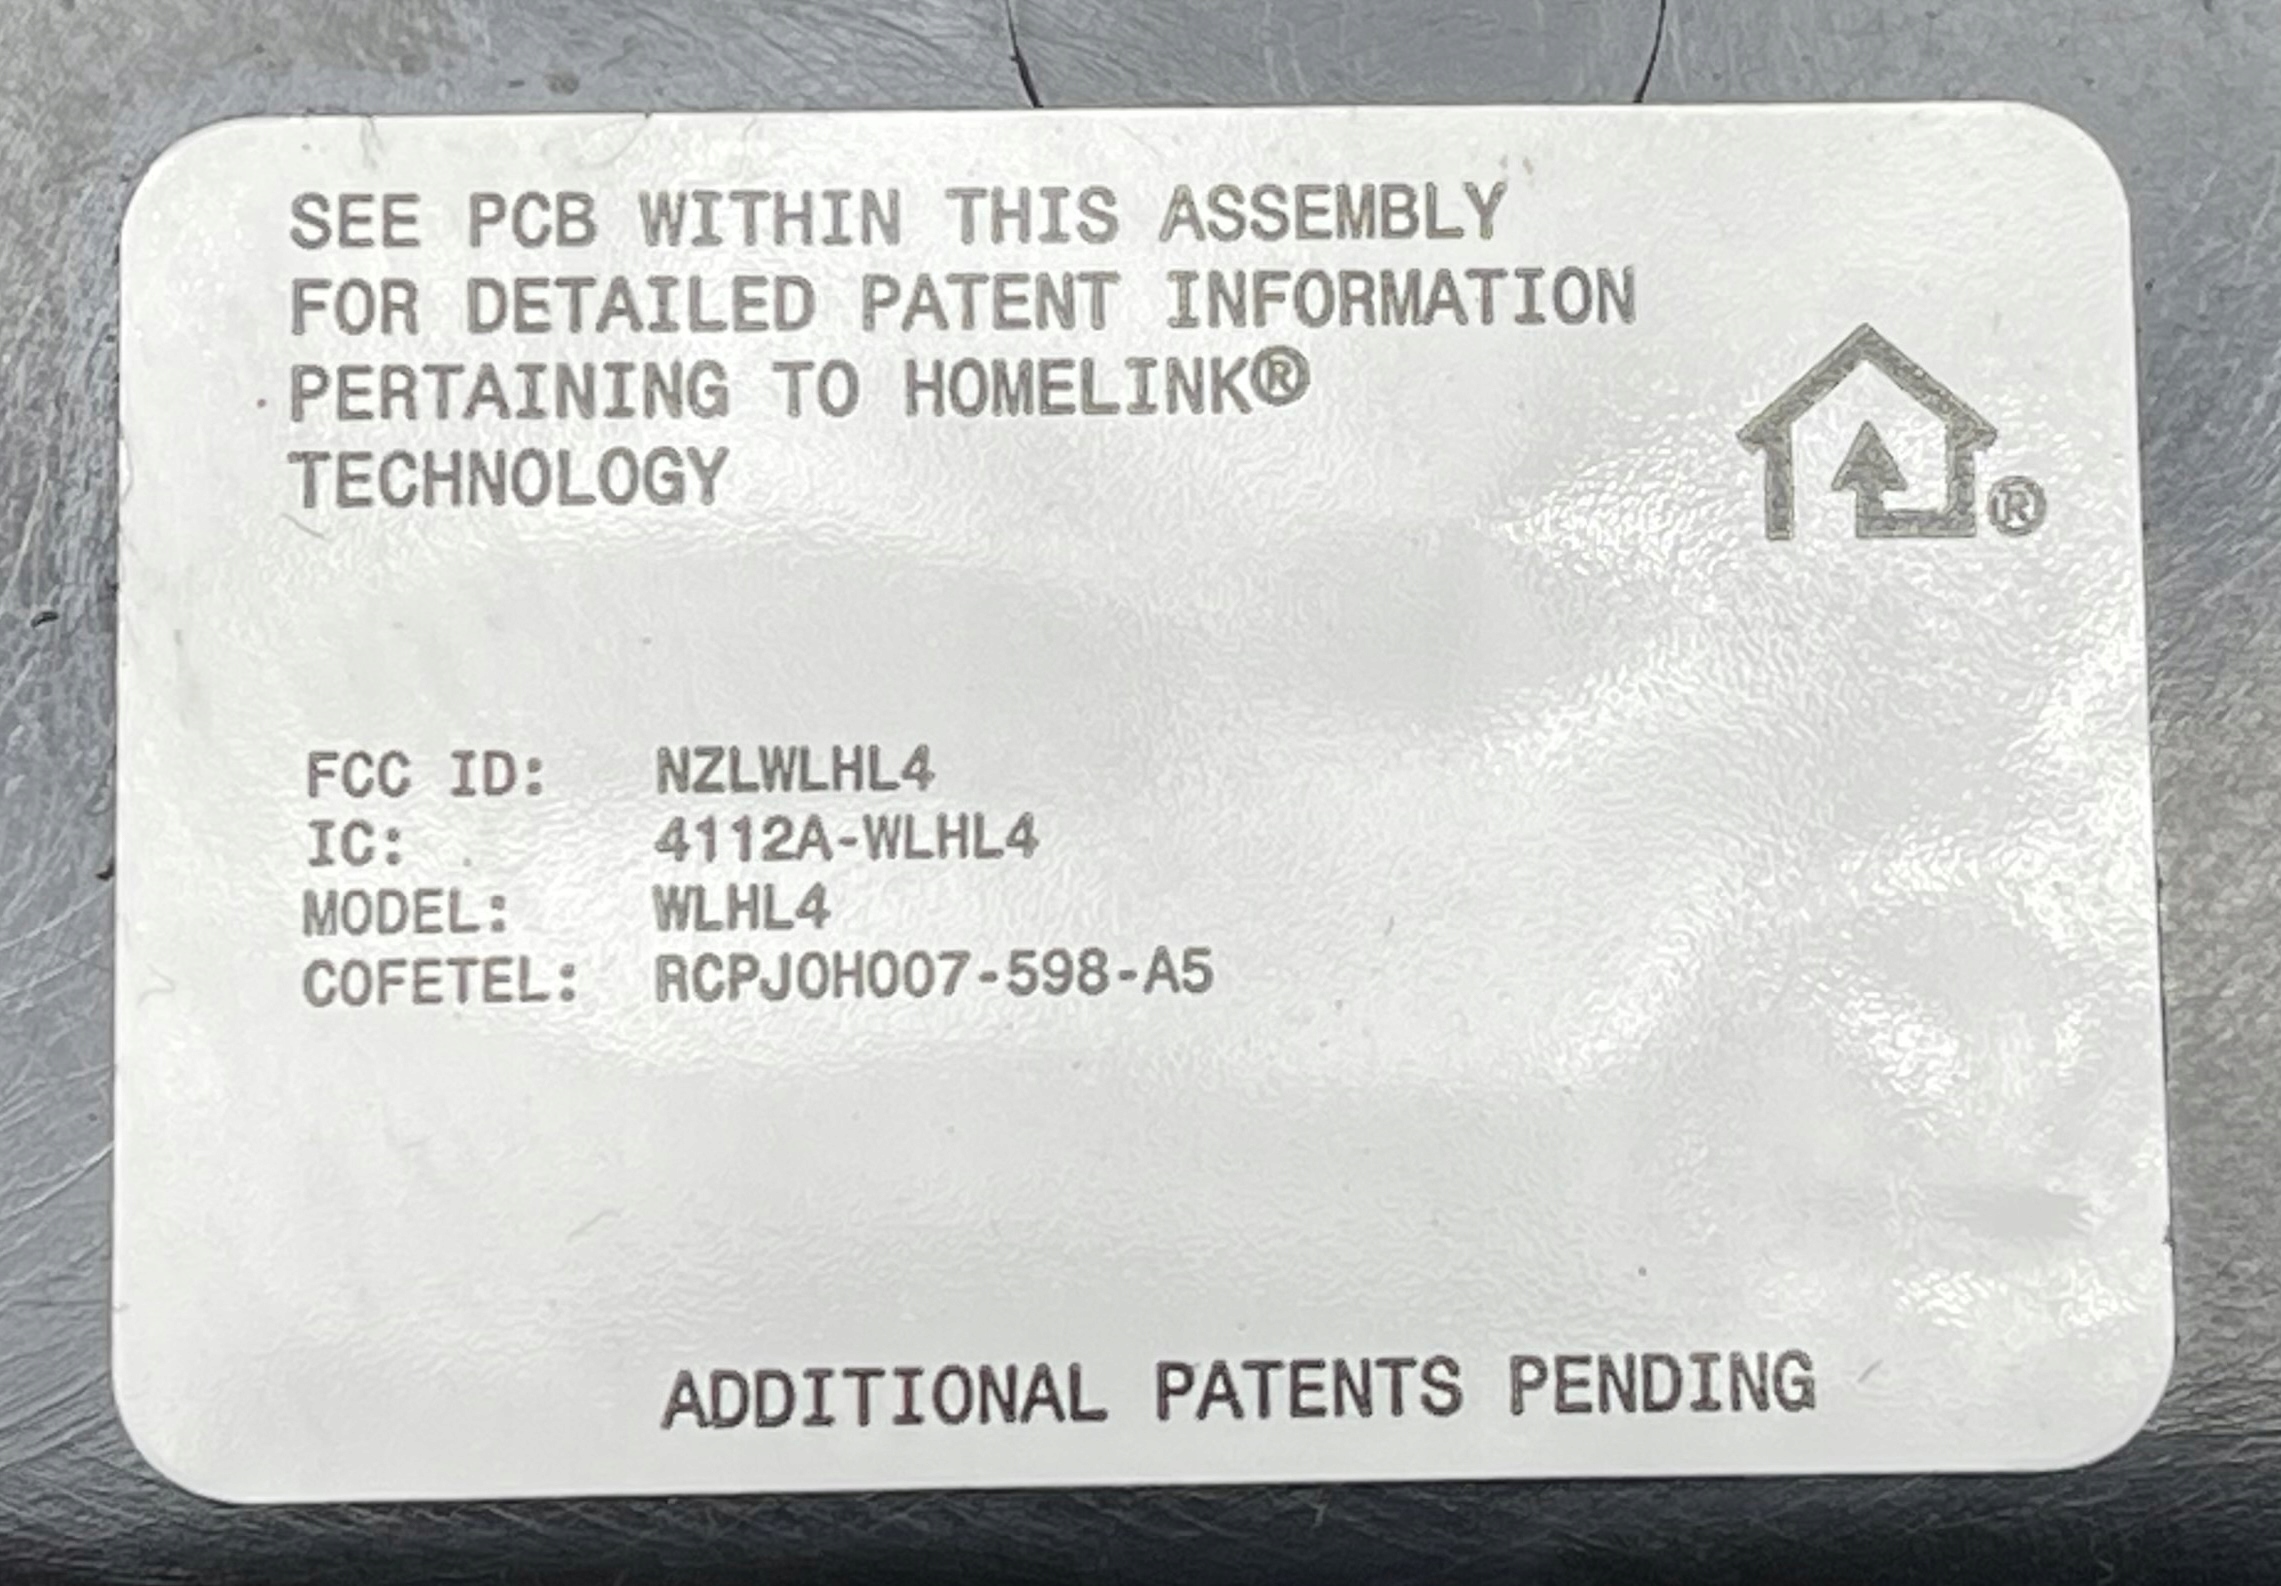 SEE PCB WITHIN THIS ASSEMBLY
FOR DETAILED PATENT INFORMATION
PERTAINING TO HOMELINK®
TECHNOLOGY
®
FCC ID: NZLWLHL4
IC: 4112A-WLHL4
MODEL: WLHL4
COFETEL: RCPJOHO07-598-A5
ADDITIONAL PATENTS PENDING